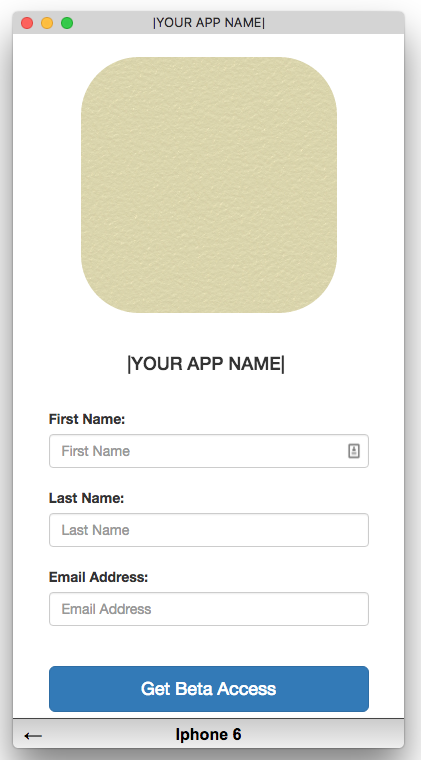 |YOUR APP NAME|
|YOUR APP NAME|
First Name:
First Name
Last Name:
Last Name
Email Address:
Email Address
Get Beta Access
← Iphone 6